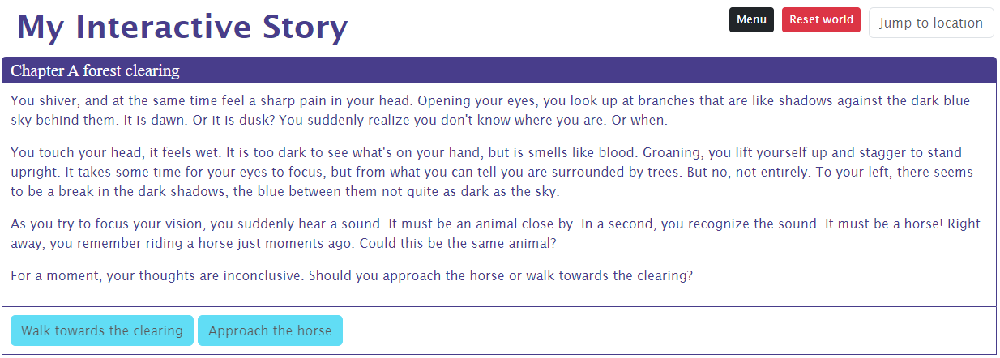 My Interactive Story
Menu
Reset world
Jump to location
Chapter A forest clearing
You shiver, and at the same time feel a sharp pain in your head. Opening your eyes, you look up at branches that are like shadows against the dark blue
sky behind them. It is dawn. Or it is dusk? You suddenly realize you don't know where you are. Or when.
You touch your head, it feels wet. It is too dark to see what's on your hand, but is smells like blood. Groaning, you lift yourself up and stagger to stand
upright. It takes some time for your eyes to focus, but from what you can tell you are surrounded by trees. But no, not entirely. To your left, there seems
to be a break in the dark shadows, the blue between them not quite as dark as the sky.
As you try to focus your vision, you suddenly hear a sound. It must be an animal close by. In a second, you recognize the sound. It must be a horse! Right
away, you remember riding a horse just moments ago. Could this be the same animal?
For a moment, your thoughts are inconclusive. Should you approach the horse or walk towards the clearing?
Walk towards the clearing
Approach the horse